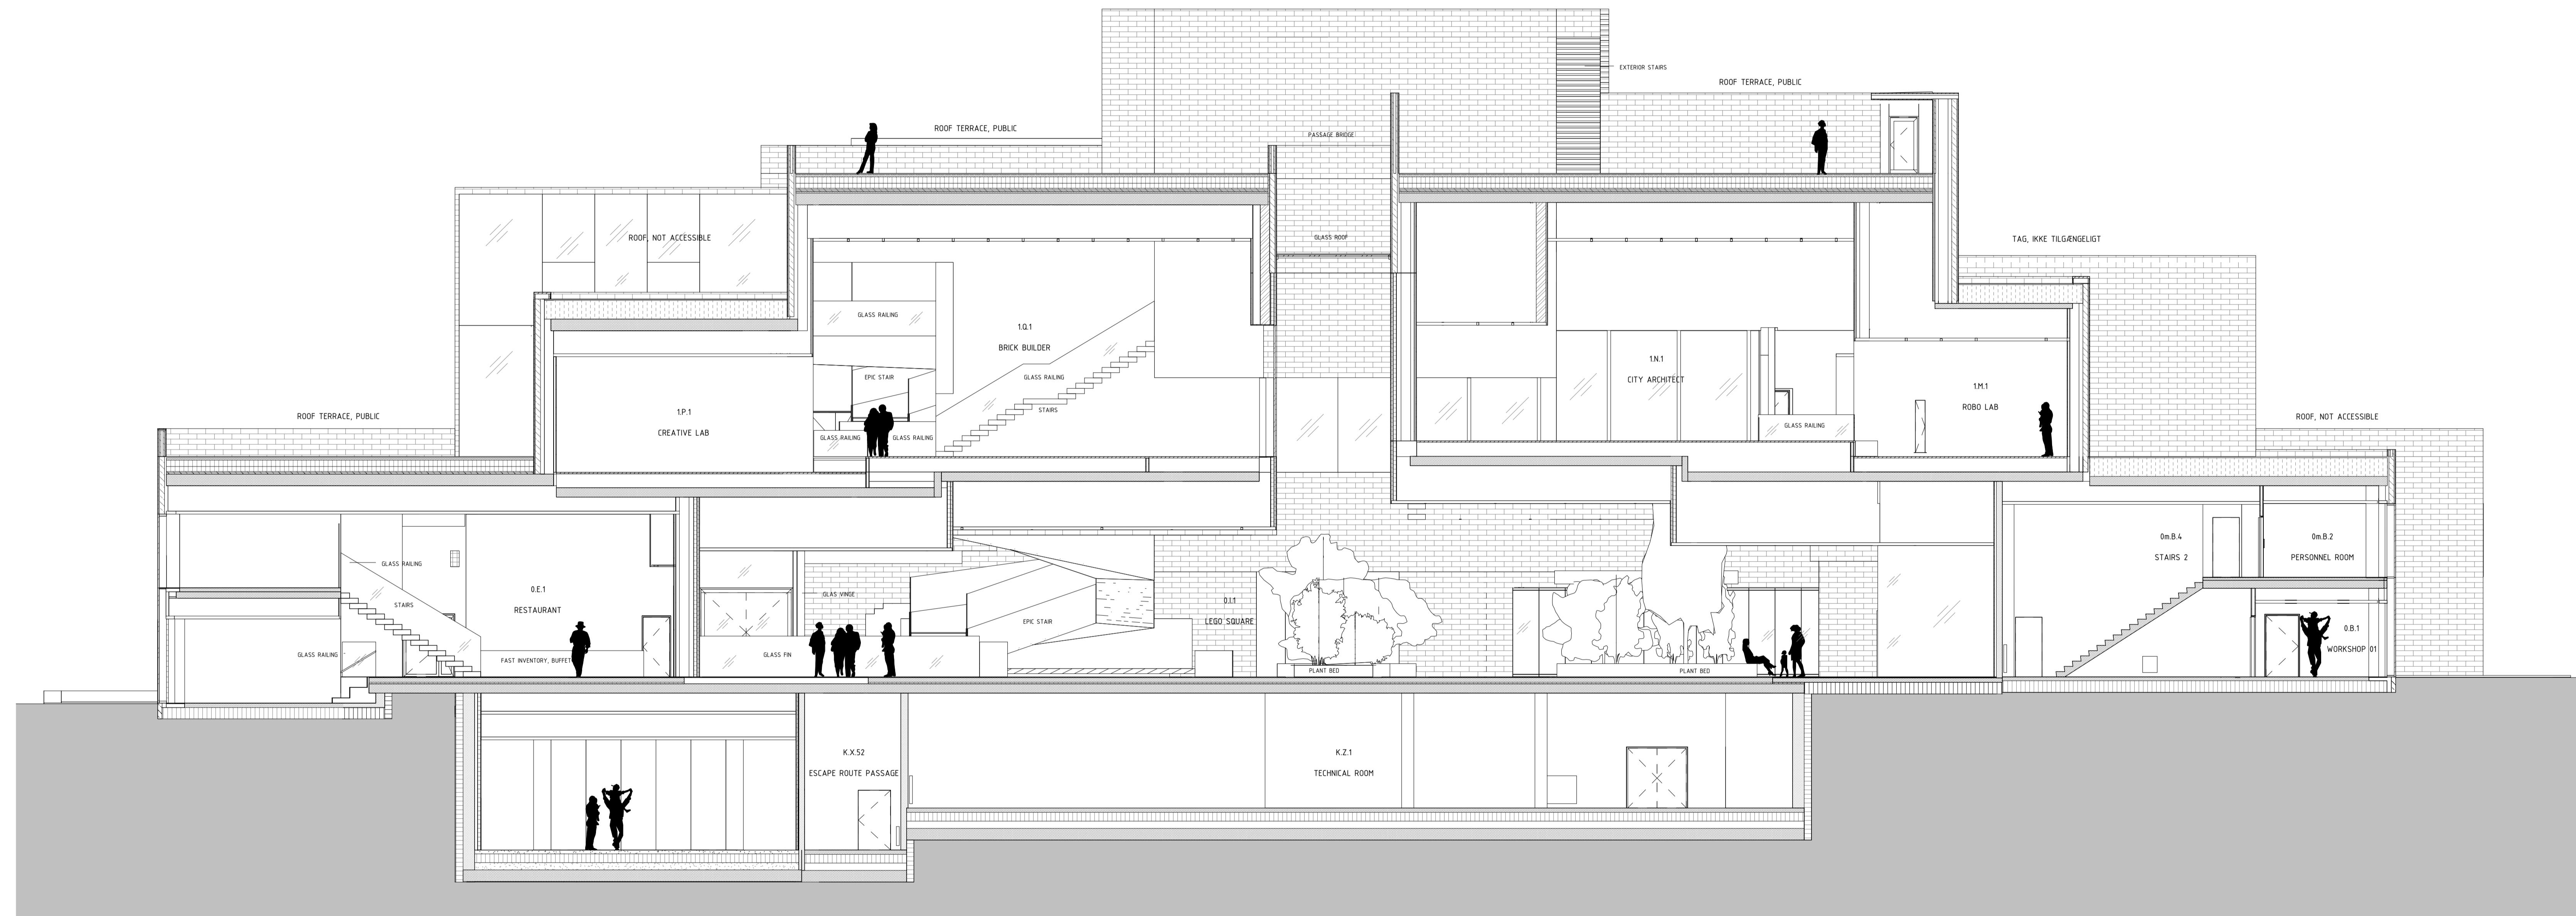 EXTERIOR STAIRS
ROOF TERRACE, PUBLIC
ROOF TERRACE, PUBLIC
PASSAGE BRIDGE
ROOF, NOT ACCESSIBLE
GLASS ROOF
TAG, IKKE TILGÆNGELIGT
GLASS RAILING
1.Q.1
BRICK BUILDER
EPIC STAIR
GLASS RAILING
STAIRS
GLASS RAILING
GLASS RAILING
1.N.1
CITY ARCHITECT
GLASS RAILING
1.M.1
ROBO LAB
1.P.1
CREATIVE LAB
ROOF TERRACE, PUBLIC
ROOF, NOT ACCESSIBLE
GLASS RAILING
STAIRS
0.E.1
RESTAURANT
GLASS RAILING
FAST INVENTORY, BUFFET
GLAS VINGE
GLASS FIN
EPIC STAIR
0.I.1
LEGO SQUARE
PLANT BED
PLANT BED
0m.B.4
STAIRS 2
0m.B.2
PERSONNEL ROOM
0.B.1
WORKSHOP 01
K.X.52
ESCAPE ROUTE PASSAGE
K.Z.1
TECHNICAL ROOM